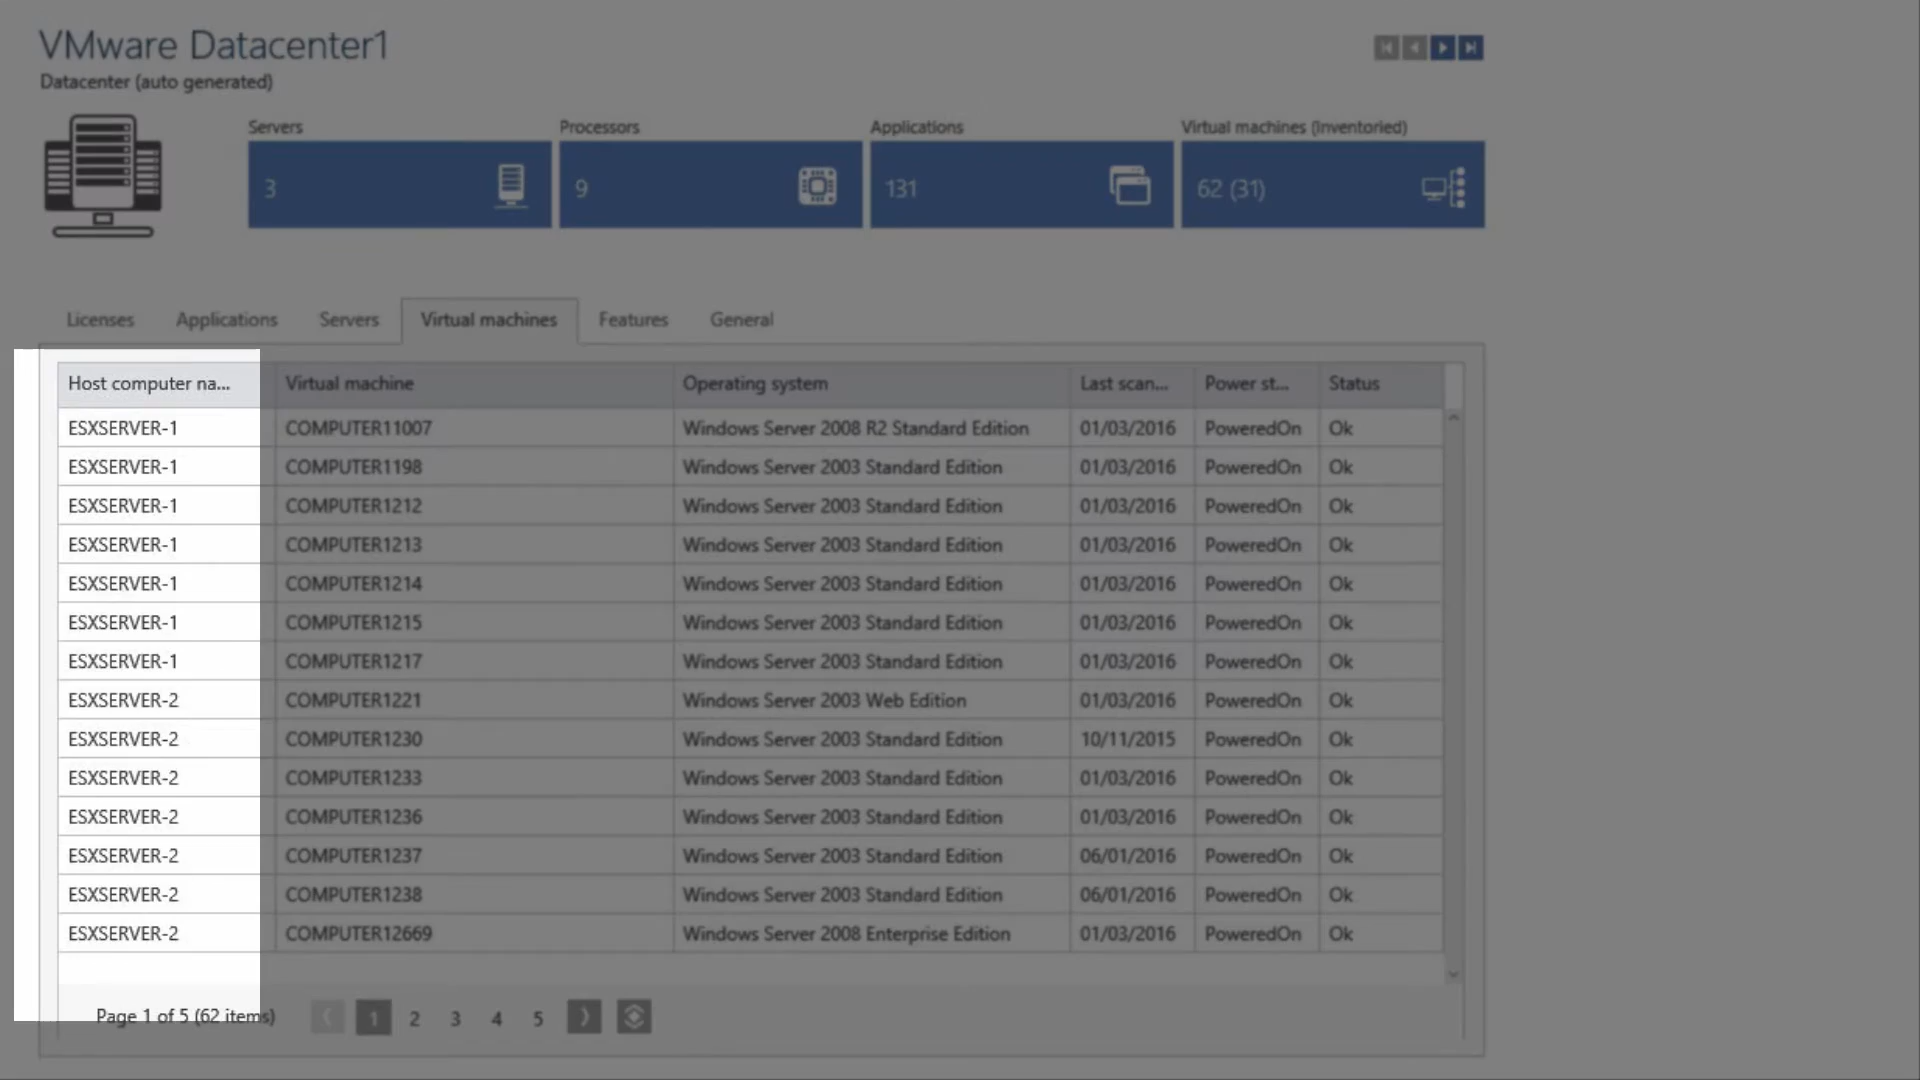 VMware Datacenter1
Datacenter (auto generated)
Servers Processors Applications Virtual machines (Inventoried)
3 9 131 62 (31)
Licenses Applications Servers Virtual machines Features General
Host computer na... Virtual machine Operating system Last scan... Power st... Status
ESXSERVER-1 COMPUTER11007 Windows Server 2008 R2 Standard Edition 01/03/2016 PoweredOn Ok
ESXSERVER-1 COMPUTER1198 Windows Server 2003 Standard Edition 01/03/2016 PoweredOn Ok
ESXSERVER-1 COMPUTER1212 Windows Server 2003 Standard Edition 01/03/2016 PoweredOn Ok
ESXSERVER-1 COMPUTER1213 Windows Server 2003 Standard Edition 01/03/2016 PoweredOn Ok
ESXSERVER-1 COMPUTER1214 Windows Server 2003 Standard Edition 01/03/2016 PoweredOn Ok
ESXSERVER-1 COMPUTER1215 Windows Server 2003 Standard Edition 01/03/2016 PoweredOn Ok
ESXSERVER-1 COMPUTER1217 Windows Server 2003 Standard Edition 01/03/2016 PoweredOn Ok
ESXSERVER-2 COMPUTER1221 Windows Server 2003 Web Edition 01/03/2016 PoweredOn Ok
ESXSERVER-2 COMPUTER1230 Windows Server 2003 Standard Edition 10/11/2015 PoweredOn Ok
ESXSERVER-2 COMPUTER1233 Windows Server 2003 Standard Edition 01/03/2016 PoweredOn Ok
ESXSERVER-2 COMPUTER1236 Windows Server 2003 Standard Edition 01/03/2016 PoweredOn Ok
ESXSERVER-2 COMPUTER1237 Windows Server 2003 Standard Edition 06/01/2016 PoweredOn Ok
ESXSERVER-2 COMPUTER1238 Windows Server 2003 Standard Edition 06/01/2016 PoweredOn Ok
ESXSERVER-2 COMPUTER12669 Windows Server 2008 Enterprise Edition 01/03/2016 PoweredOn Ok
Page 1 of 5 (62 items) 1 2 3 4 5